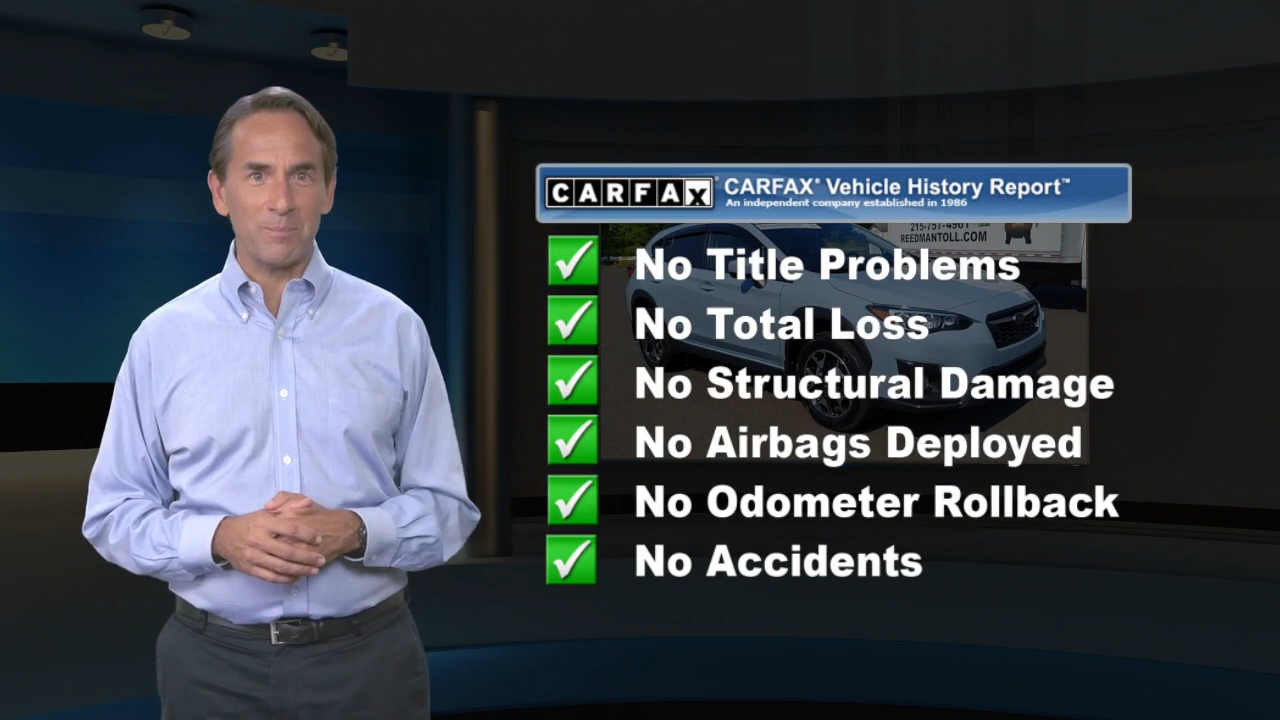 CARFAX® CARFAX® Vehicle History Report™
An independent company established in 1986
215-757-4961
REEDMANTOLL.COM
No Title Problems
No Total Loss
No Structural Damage
No Airbags Deployed
No Odometer Rollback
No Accidents